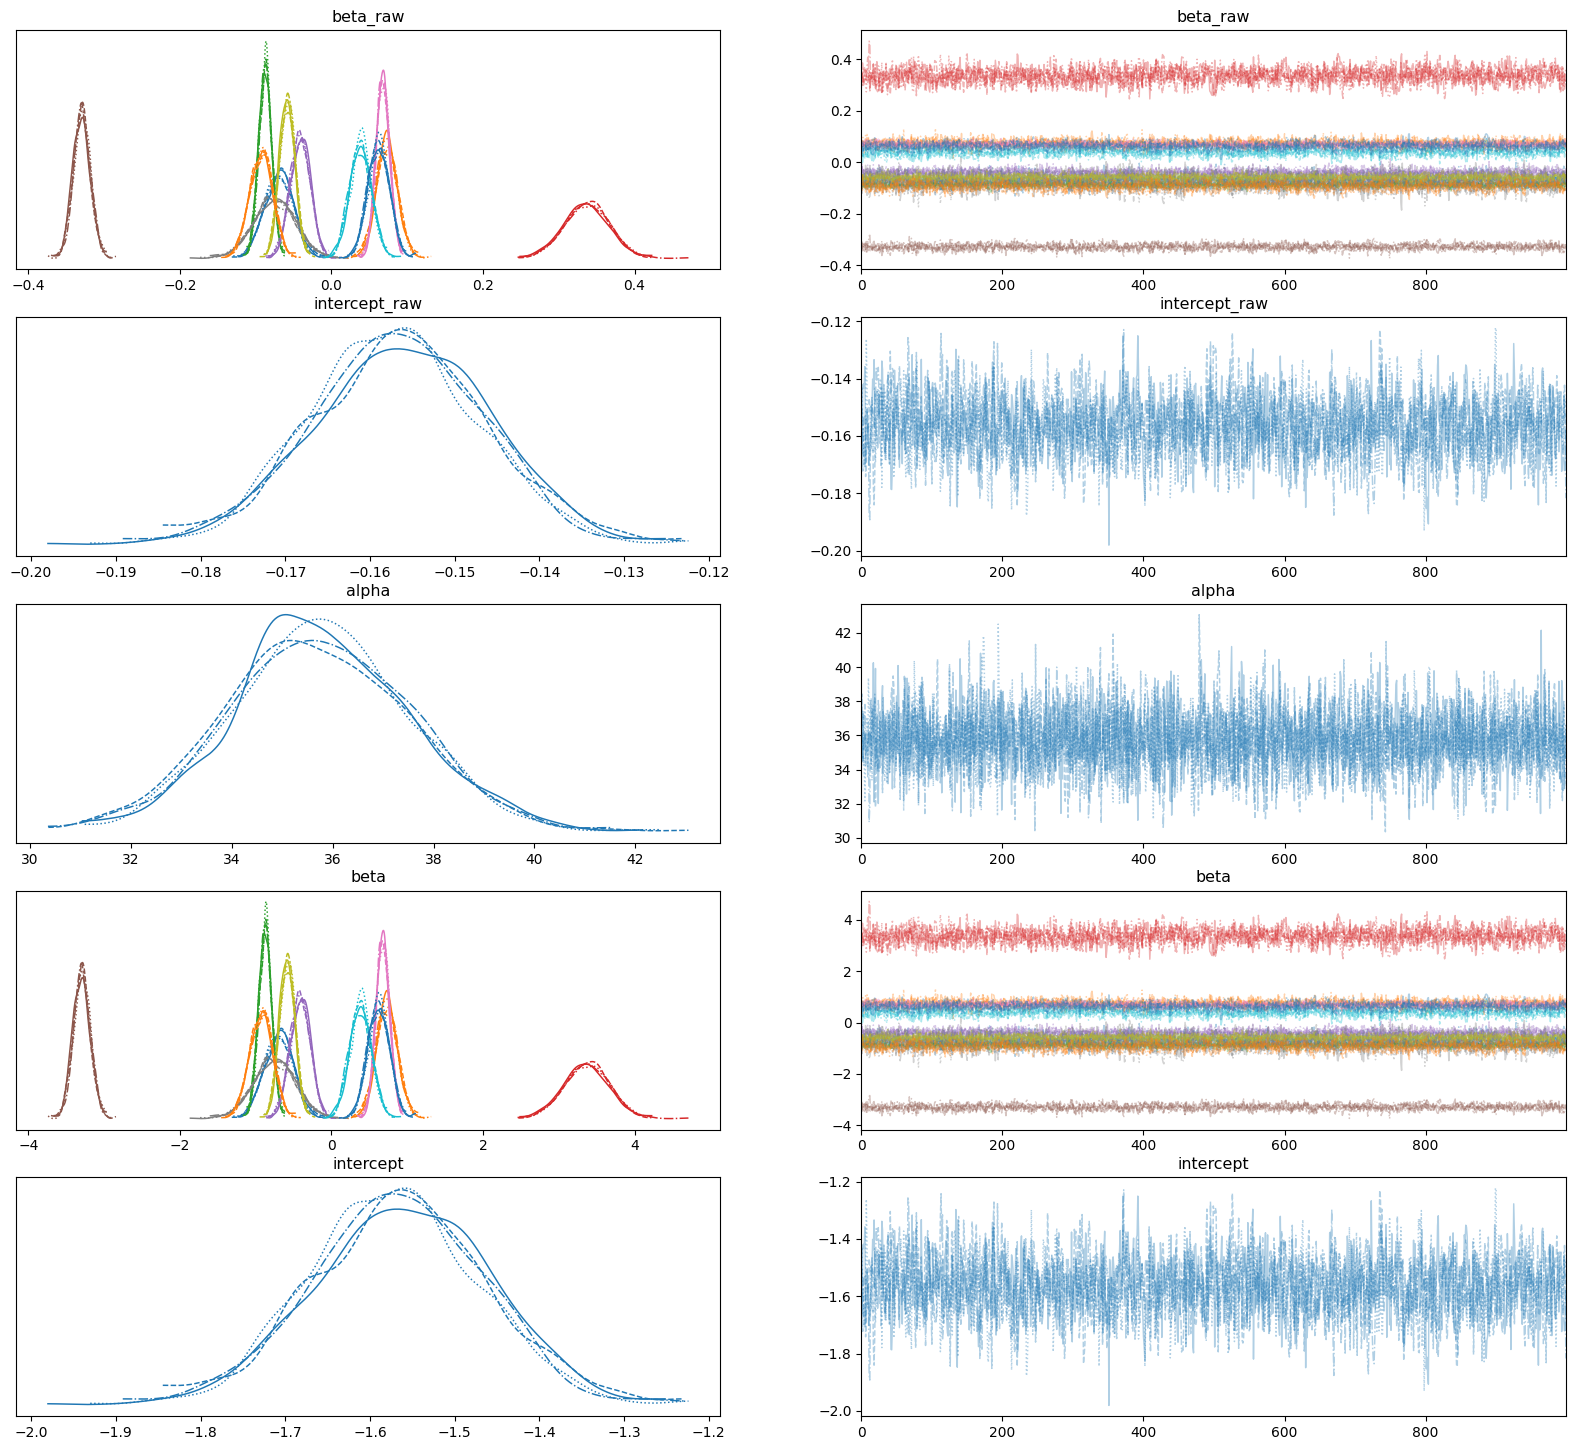 beta_raw beta_raw
0.4
0.2
0.0
−0.2
−0.4
−0.4 −0.2 0.0 0.2 0.4 0 200 400 600 800
intercept_raw intercept_raw
−0.12
−0.14
−0.16
−0.18
−0.20
−0.20 −0.19 −0.18 −0.17 −0.16 −0.15 −0.14 −0.13 −0.12 0 200 400 600 800
alpha alpha
42
40
38
36
34
32
30
30 32 34 36 38 40 42 0 200 400 600 800
beta beta
4
2
0
−2
−4
−4 −2 0 2 4 0 200 400 600 800
intercept intercept
−1.2
−1.4
−1.6
−1.8
−2.0
−2.0 −1.9 −1.8 −1.7 −1.6 −1.5 −1.4 −1.3 −1.2 0 200 400 600 800